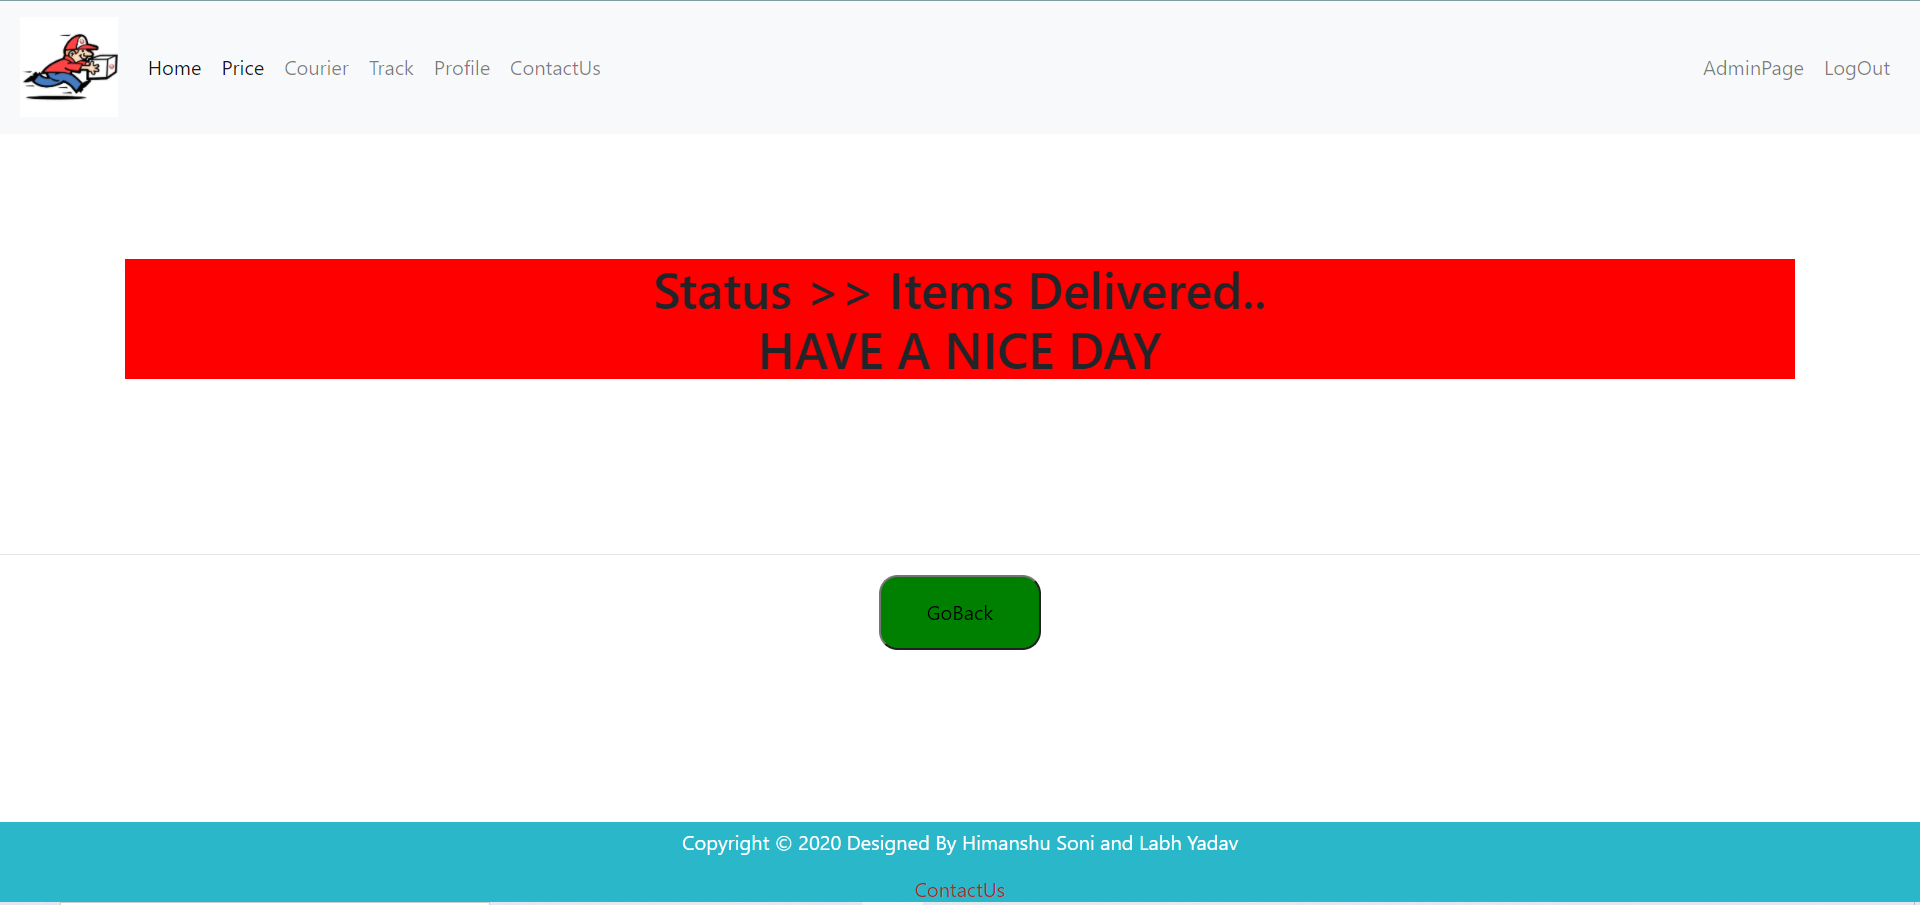 Home Price Courier Track Profile ContactUs AdminPage LogOut
Status >> Items Delivered..
HAVE A NICE DAY
GoBack
Copyright © 2020 Designed By Himanshu Soni and Labh Yadav
ContactUs